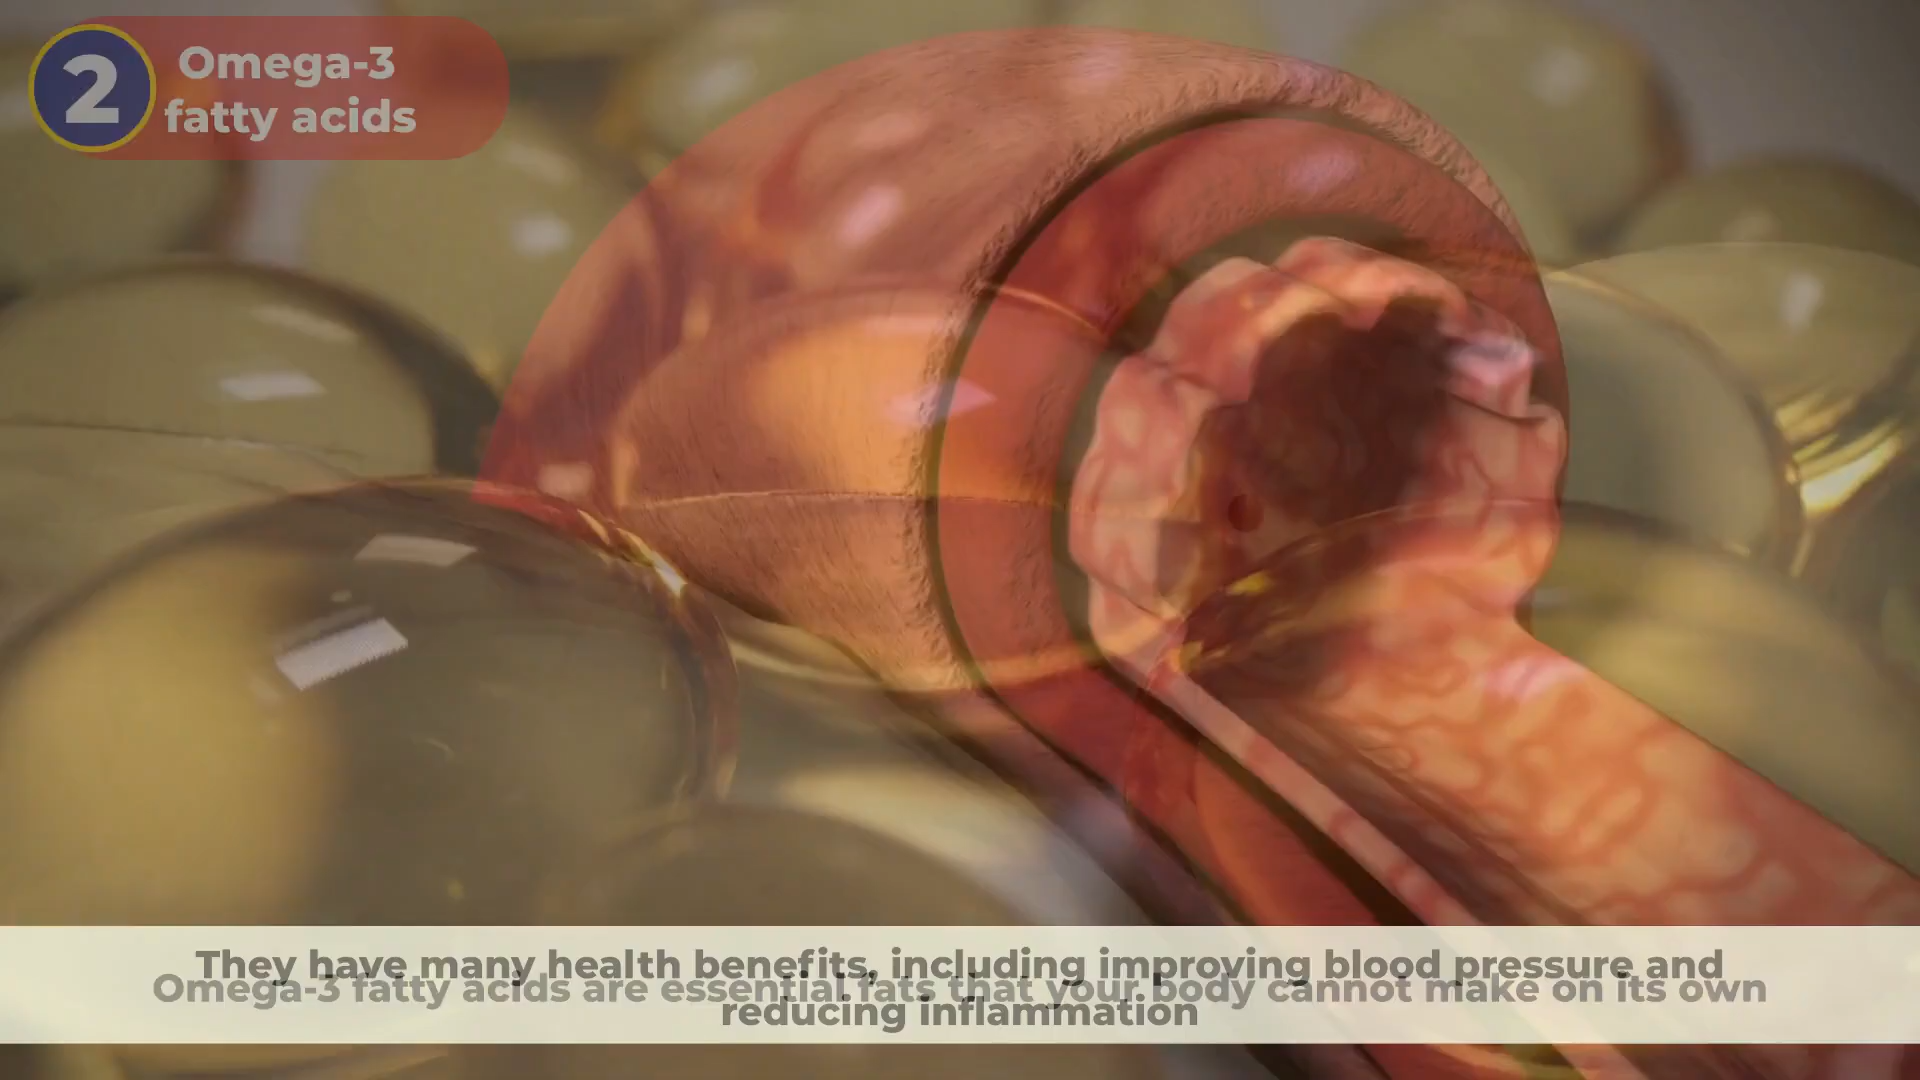 2
Omega-3
fatty acids
They have many health benefits, including improving blood pressure and
Omega-3 fatty acids are essential fats that your body cannot make on its own
reducing inflammation